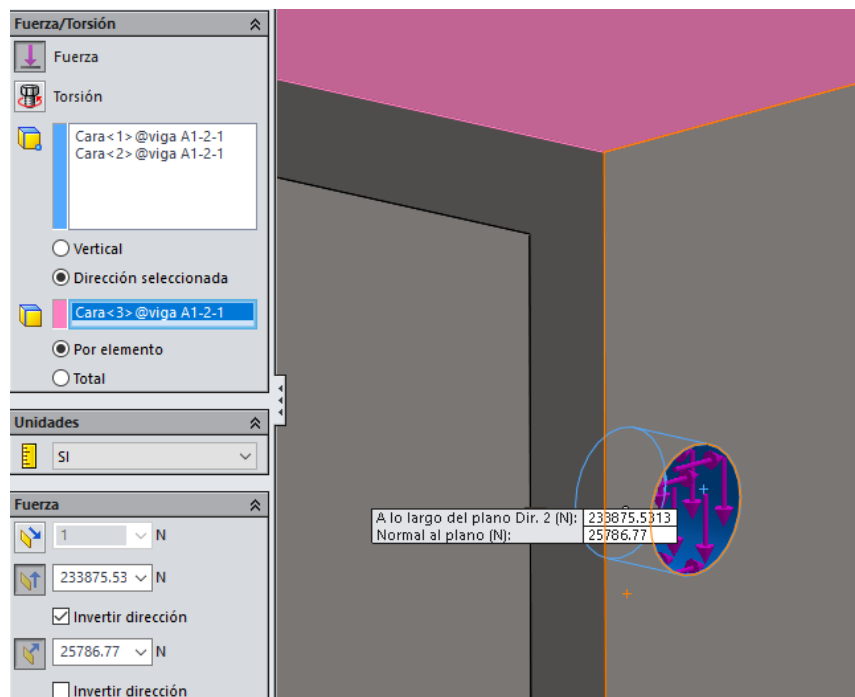 Fuerza/Torsión
Fuerza
Torsión
Cara<1>@viga A1-2-1
Cara<2>@viga A1-2-1
Vertical
Dirección seleccionada
Cara<3>@viga A1-2-1
Por elemento
Total
Unidades
SI
Fuerza
1 N
233875.53 N
Invertir dirección
25786.77 N
Invertir dirección
A lo largo del plano Dir. 2 (N): 233875.5313
Normal al plano (N): 25786.77